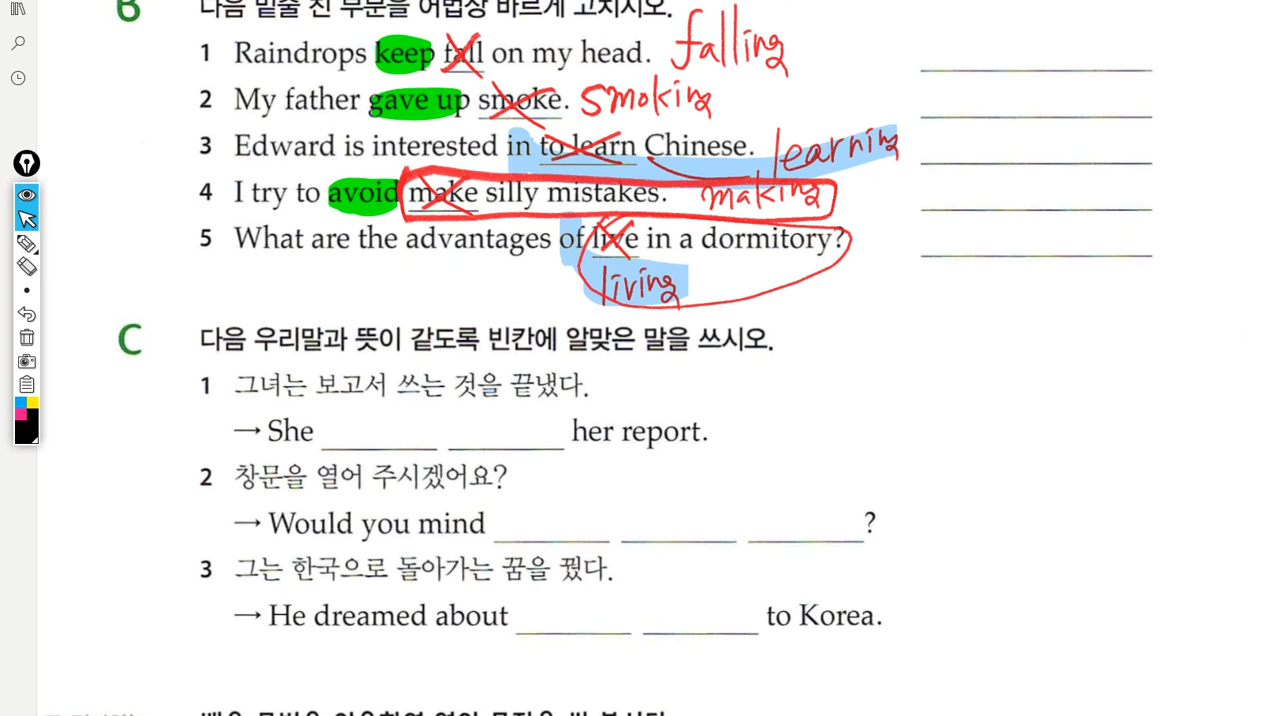 B 다음 밑줄 친 부분을 어법상 바르게 고치시오.
1 Raindrops keep fall on my head. falling
2 My father gave up smoke. smoking
3 Edward is interested in to learn Chinese. learning
4 I try to avoid make silly mistakes. making
5 What are the advantages of live in a dormitory?
living
C 다음 우리말과 뜻이 같도록 빈칸에 알맞은 말을 쓰시오.
1 그녀는 보고서 쓰는 것을 끝냈다.
→ She ________ ________ her report.
2 창문을 열어 주시겠어요?
→ Would you mind ________ ________ ________?
3 그는 한국으로 돌아가는 꿈을 꿨다.
→ He dreamed about ________ ________ to Korea.